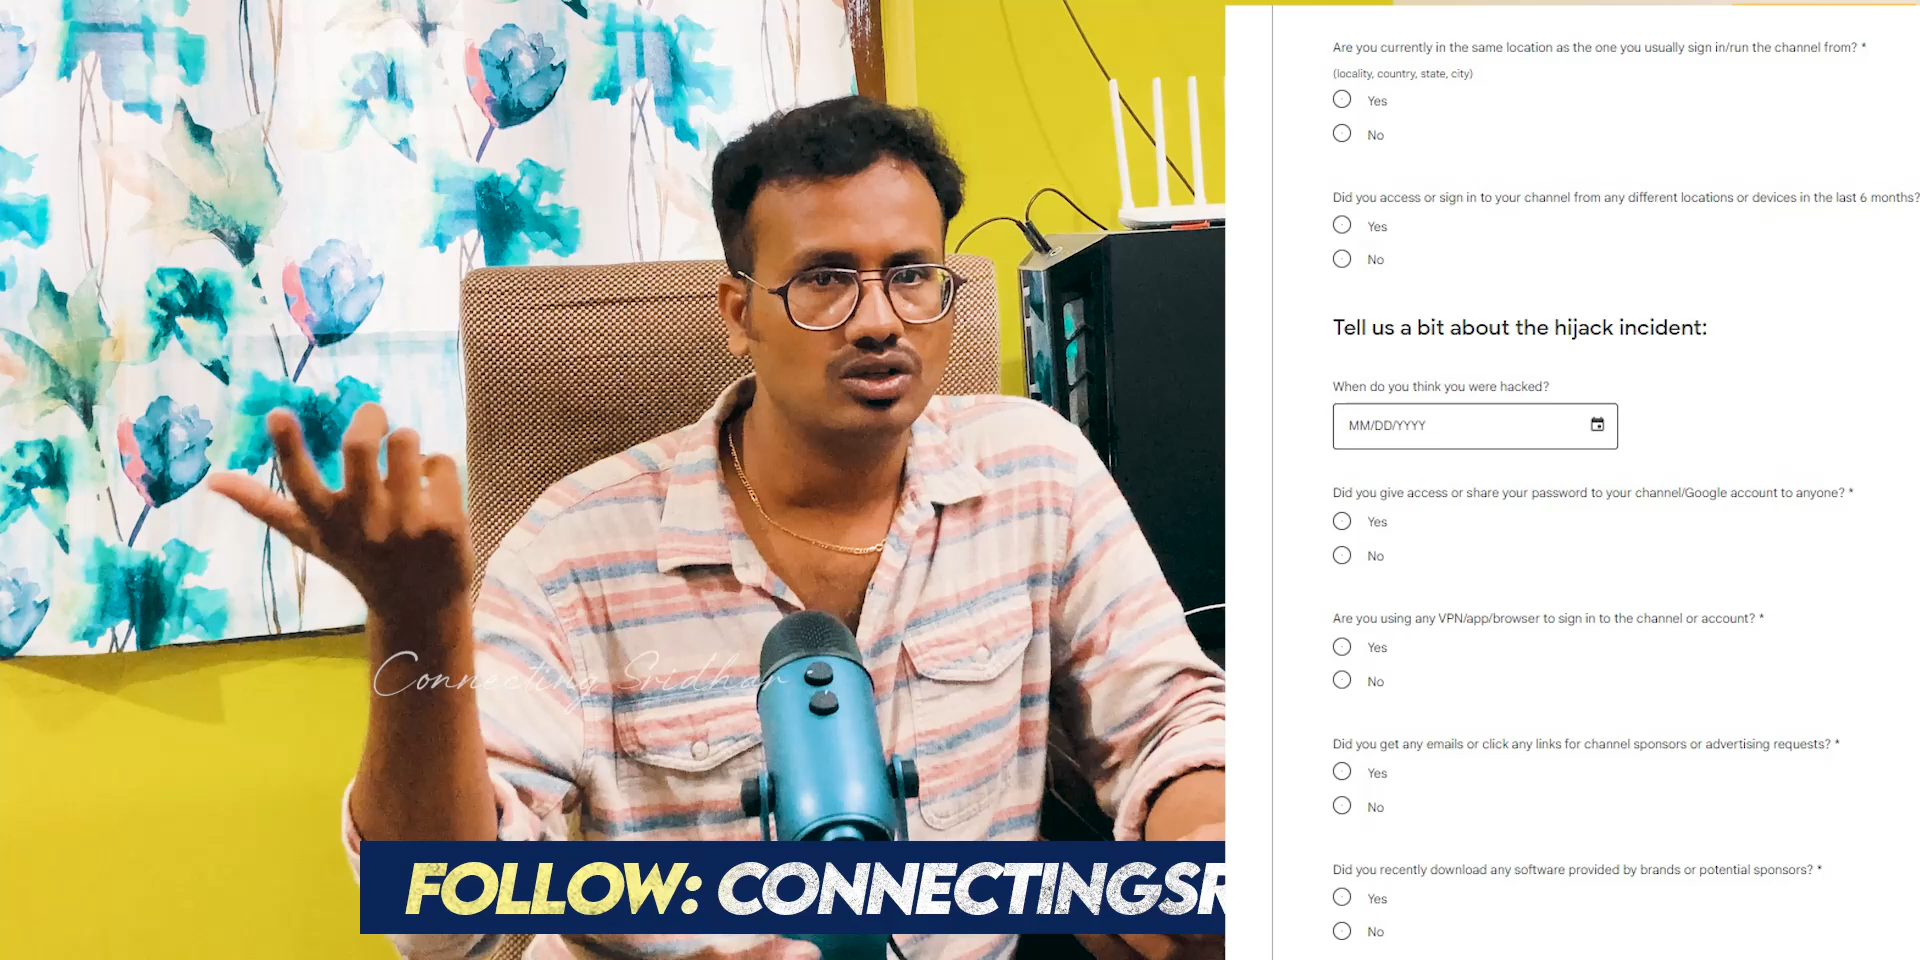 Connecting Sridhar
FOLLOW: CONNECTINGSR
Are you currently in the same location as the one you usually sign in/run the channel from? *
(locality, country, state, city)
Yes
No
Did you access or sign in to your channel from any different locations or devices in the last 6 months?
Yes
No
Tell us a bit about the hijack incident:
When do you think you were hacked?
MM/DD/YYYY
Did you give access or share your password to your channel/Google account to anyone? *
Yes
No
Are you using any VPN/app/browser to sign in to the channel or account? *
Yes
No
Did you get any emails or click any links for channel sponsors or advertising requests? *
Yes
No
Did you recently download any software provided by brands or potential sponsors? *
Yes
No